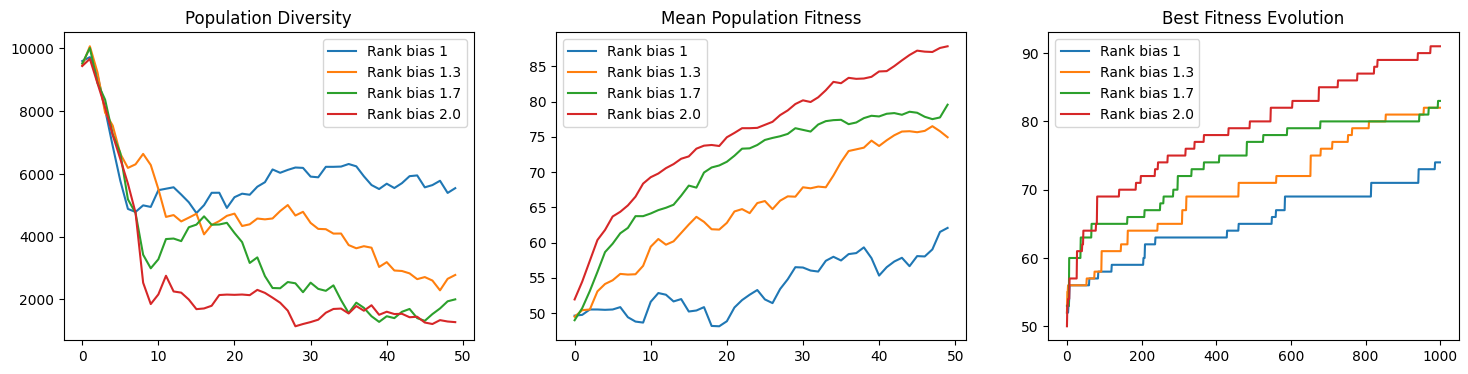 Population Diversity
10000
8000
6000
4000
2000
0
10
20
30
40
50
Rank bias 1
Rank bias 1.3
Rank bias 1.7
Rank bias 2.0
Mean Population Fitness
85
80
75
70
65
60
55
50
0
10
20
30
40
50
Rank bias 1
Rank bias 1.3
Rank bias 1.7
Rank bias 2.0
Best Fitness Evolution
90
80
70
60
50
0
200
400
600
800
1000
Rank bias 1
Rank bias 1.3
Rank bias 1.7
Rank bias 2.0